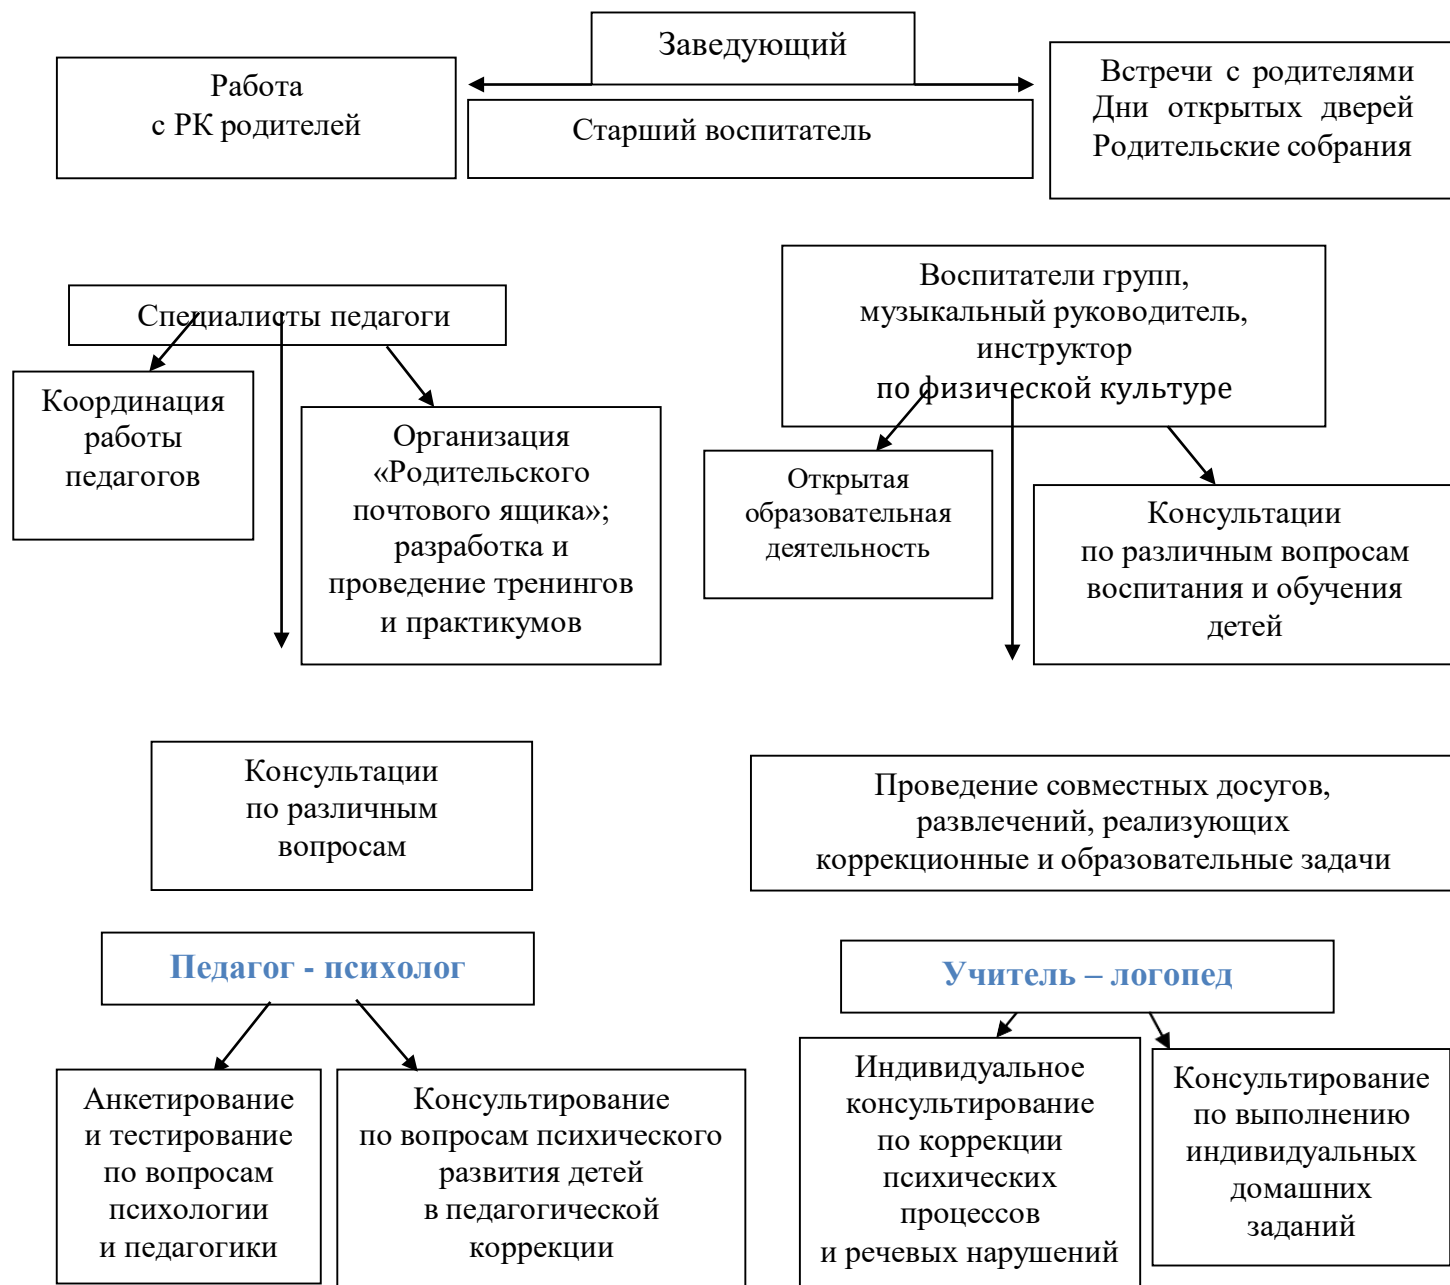 Заведующий
Работа
с РК родителей
Старший воспитатель
Встречи с родителями
Дни открытых дверей
Родительские собрания
Специалисты педагоги
Воспитатели групп,
музыкальный руководитель,
инструктор
по физической культуре
Координация
работы
педагогов
Организация
«Родительского
почтового ящика»;
разработка и
проведение тренингов
и практикумов
Открытая
образовательная
деятельность
Консультации
по различным вопросам
воспитания и обучения
детей
Консультации
по различным
вопросам
Проведение совместных досугов,
развлечений, реализующих
коррекционные и образовательные задачи
Педагог - психолог
Учитель – логопед
Анкетирование
и тестирование
по вопросам
психологии
и педагогики
Консультирование
по вопросам психического
развития детей
в педагогической
коррекции
Индивидуальное
консультирование
по коррекции
психических
процессов
и речевых нарушений
Консультирование
по выполнению
индивидуальных
домашних
заданий